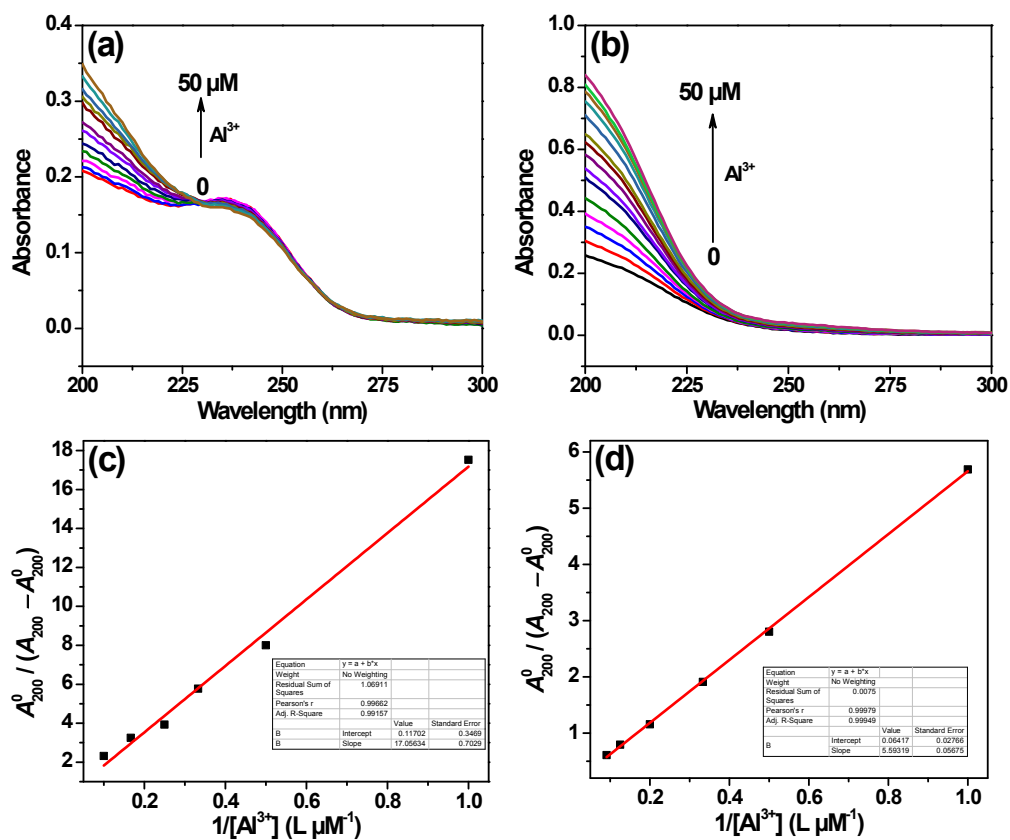 (a)
0.4
0.3
0.2
0.1
0.0
Absorbance
50 μM
Al³⁺
0
200 225 250 275 300
Wavelength (nm)
(b)
1.0
0.8
0.6
0.4
0.2
0.0
Absorbance
50 μM
Al³⁺
0
200 225 250 275 300
Wavelength (nm)
(c)
18
16
14
12
10
8
6
4
2
A⁰₂₀₀ / (A₂₀₀ − A⁰₂₀₀)
Equation y = a + b*x
Weight No Weighting
Residual Sum of Squares 1.06911
Pearson's r 0.99662
Adj. R-Square 0.99157
Value Standard Error
B Intercept 0.11702 0.3469
B Slope 17.05634 0.7029
0.2 0.4 0.6 0.8 1.0
1/[Al³⁺] (L μM⁻¹)
(d)
6
5
4
3
2
1
A⁰₂₀₀ / (A₂₀₀ − A⁰₂₀₀)
Equation y = a + b*x
Weight No Weighting
Residual Sum of Squares 0.0075
Pearson's r 0.99979
Adj. R-Square 0.99949
Value Standard Error
B Intercept 0.06417 0.02766
Slope 5.59319 0.05675
0.2 0.4 0.6 0.8 1.0
1/[Al³⁺] (L μM⁻¹)